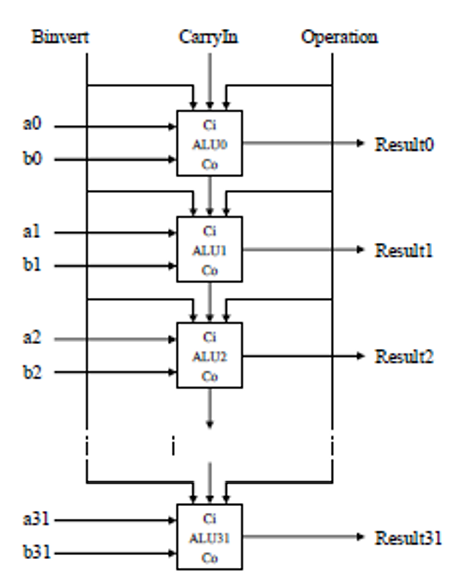 Binvert CarryIn Operation
a0 Ci
ALU0 Result0
b0 Co
a1 Ci
ALU1 Result1
b1 Co
a2 Ci
ALU2 Result2
b2 Co
a31 Ci
ALU31 Result31
b31 Co